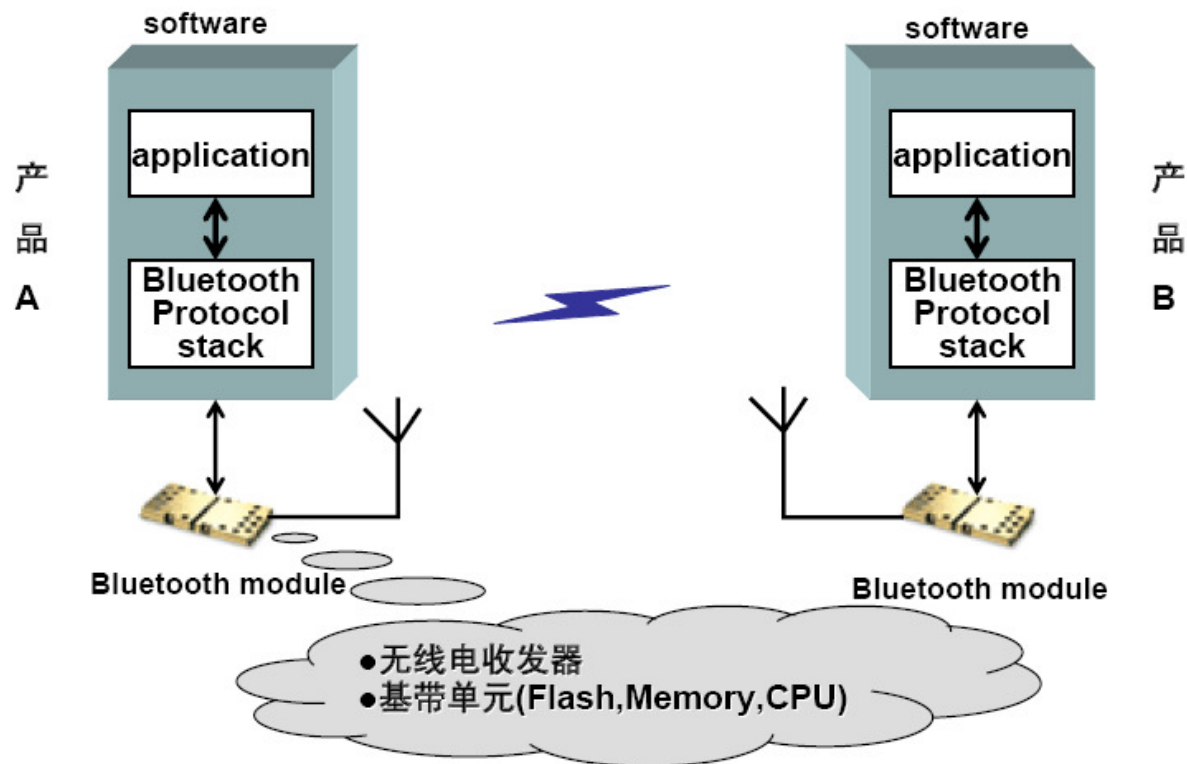 software
software
application
application
产
品
A
产
品
B
Bluetooth
Protocol
stack
Bluetooth
Protocol
stack
Bluetooth module
Bluetooth module
●无线电收发器
●基带单元(Flash,Memory,CPU)